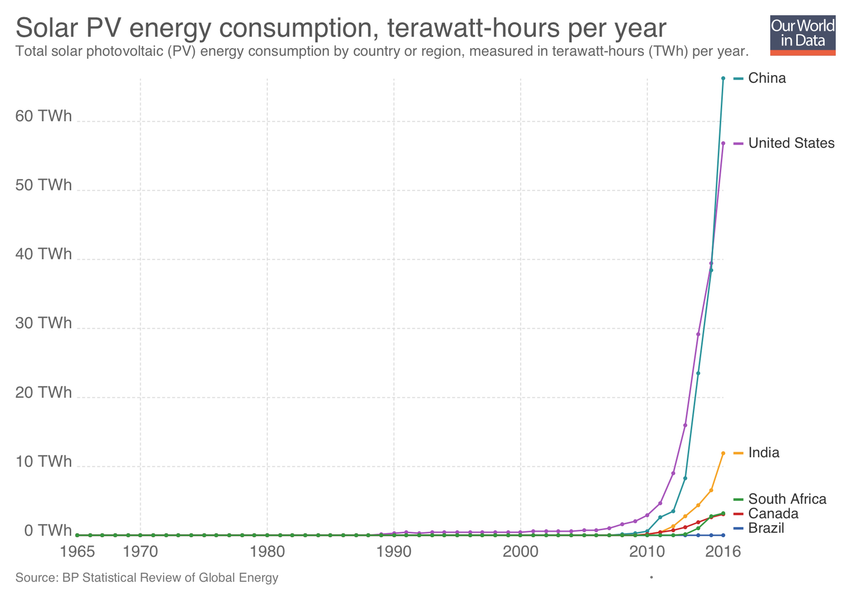 Solar PV energy consumption, terawatt-hours per year
Total solar photovoltaic (PV) energy consumption by country or region, measured in terawatt-hours (TWh) per year.
Our World
in Data
China
60 TWh
United States
50 TWh
40 TWh
30 TWh
20 TWh
10 TWh
India
South Africa
Canada
Brazil
0 TWh
1965 1970 1980 1990 2000 2010 2016
Source: BP Statistical Review of Global Energy